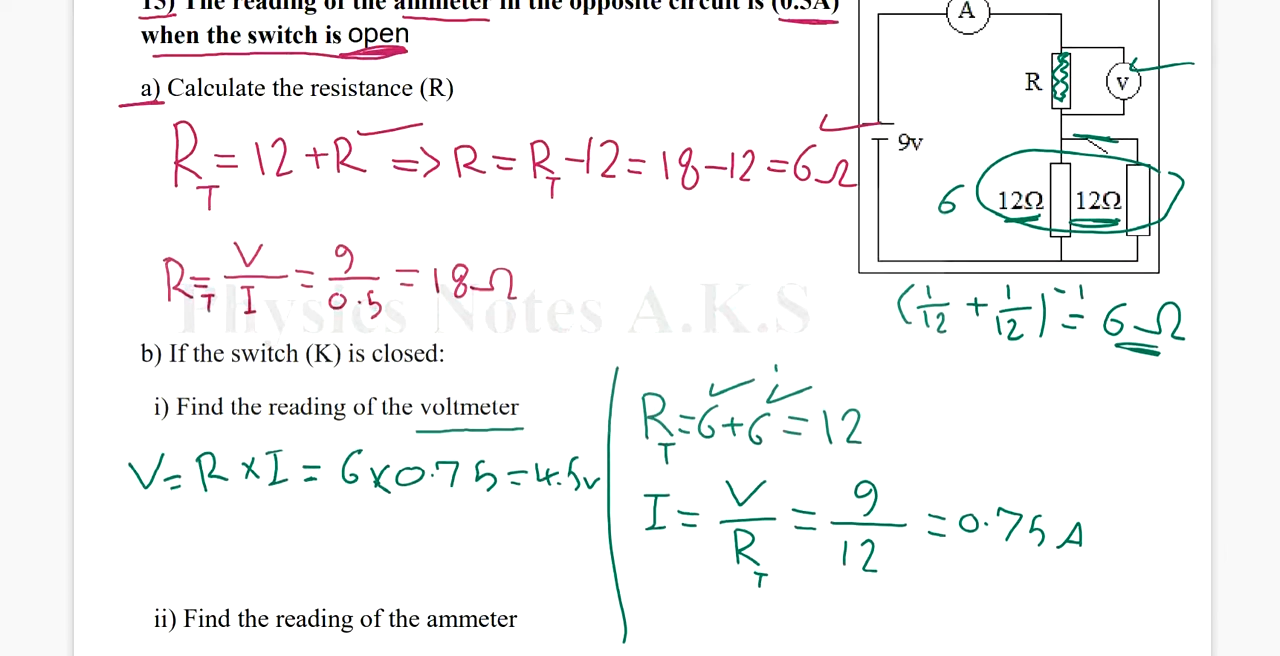 13) The reading of the ammeter in the opposite circuit is (0.5A)
when the switch is open
a) Calculate the resistance (R)
R_T = 12 + R => R = R_T - 12 = 18 - 12 = 6Ω
R_T = V/I = 9/0.5 = 18Ω
Physics Notes A.K.S
A
R
V
9v
6
12Ω
12Ω
(1/12 + 1/12)^-1 = 6Ω
b) If the switch (K) is closed:
i) Find the reading of the voltmeter
V = R × I = 6 × 0.75 = 4.5v
R_T = 6 + 6 = 12
I = V/R_T = 9/12 = 0.75 A
ii) Find the reading of the ammeter